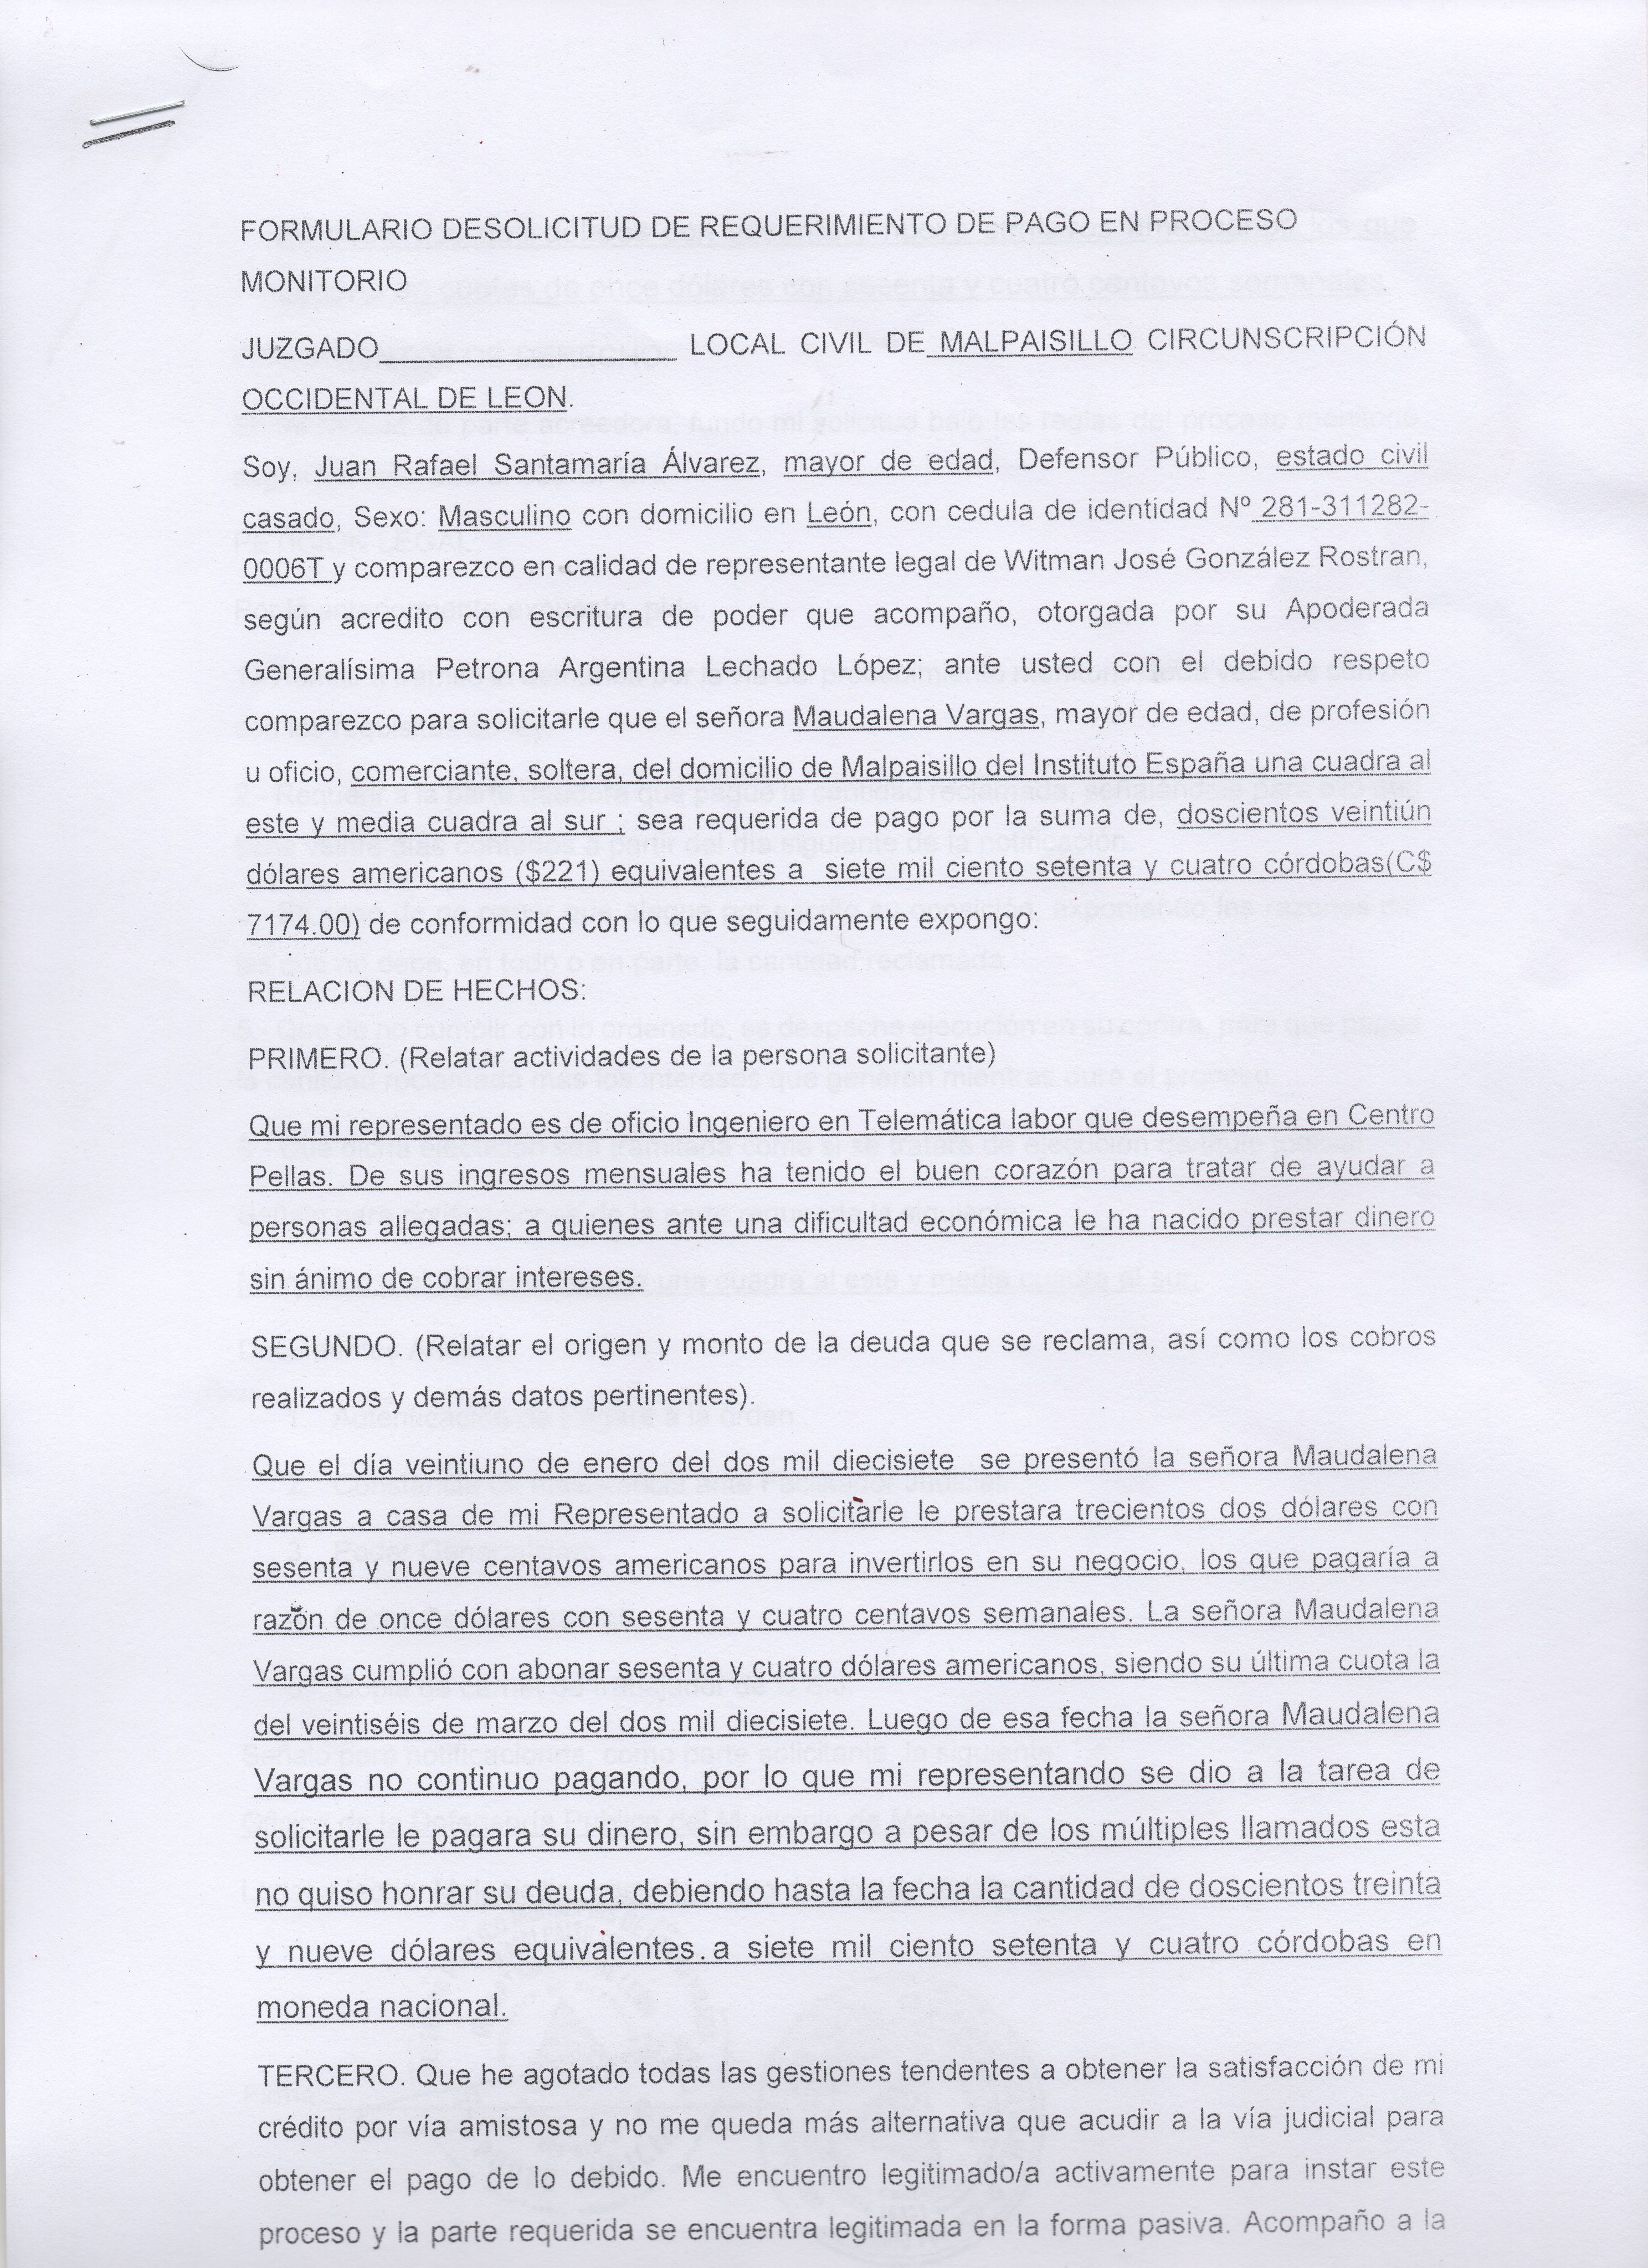 FORMULARIO DESOLICITUD DE REQUERIMIENTO DE PAGO EN PROCESO
MONITORIO
JUZGADO__________________ LOCAL CIVIL DE MALPAISILLO CIRCUNSCRIPCIÓN
OCCIDENTAL DE LEON.
Soy, Juan Rafael Santamaría Álvarez, mayor de edad, Defensor Público, estado civil
casado, Sexo: Masculino con domicilio en León, con cedula de identidad Nº 281-311282-
0006T y comparezco en calidad de representante legal de Witman José González Rostran,
según acredito con escritura de poder que acompaño, otorgada por su Apoderada
Generalísima Petrona Argentina Lechado López; ante usted con el debido respeto
comparezco para solicitarle que el señora Maudalena Vargas, mayor de edad, de profesión
u oficio, comerciante, soltera, del domicilio de Malpaisillo del Instituto España una cuadra al
este y media cuadra al sur ; sea requerida de pago por la suma de, doscientos veintiún
dólares americanos ($221) equivalentes a siete mil ciento setenta y cuatro córdobas(C$
7174.00) de conformidad con lo que seguidamente expongo:
RELACION DE HECHOS:
PRIMERO. (Relatar actividades de la persona solicitante)
Que mi representado es de oficio Ingeniero en Telemática labor que desempeña en Centro
Pellas. De sus ingresos mensuales ha tenido el buen corazón para tratar de ayudar a
personas allegadas; a quienes ante una dificultad económica le ha nacido prestar dinero
sin ánimo de cobrar intereses.
SEGUNDO. (Relatar el origen y monto de la deuda que se reclama, así como los cobros
realizados y demás datos pertinentes).
Que el día veintiuno de enero del dos mil diecisiete se presentó la señora Maudalena
Vargas a casa de mi Representado a solicitarle le prestara trecientos dos dólares con
sesenta y nueve centavos americanos para invertirlos en su negocio, los que pagaría a
razón de once dólares con sesenta y cuatro centavos semanales. La señora Maudalena
Vargas cumplió con abonar sesenta y cuatro dólares americanos, siendo su última cuota la
del veintiséis de marzo del dos mil diecisiete. Luego de esa fecha la señora Maudalena
Vargas no continuo pagando, por lo que mi representando se dio a la tarea de
solicitarle le pagara su dinero, sin embargo a pesar de los múltiples llamados esta
no quiso honrar su deuda, debiendo hasta la fecha la cantidad de doscientos treinta
y nueve dólares equivalentes.a siete mil ciento setenta y cuatro córdobas en
moneda nacional.
TERCERO. Que he agotado todas las gestiones tendentes a obtener la satisfacción de mi
crédito por vía amistosa y no me queda más alternativa que acudir a la vía judicial para
obtener el pago de lo debido. Me encuentro legitimado/a activamente para instar este
proceso y la parte requerida se encuentra legitimada en la forma pasiva. Acompaño a la